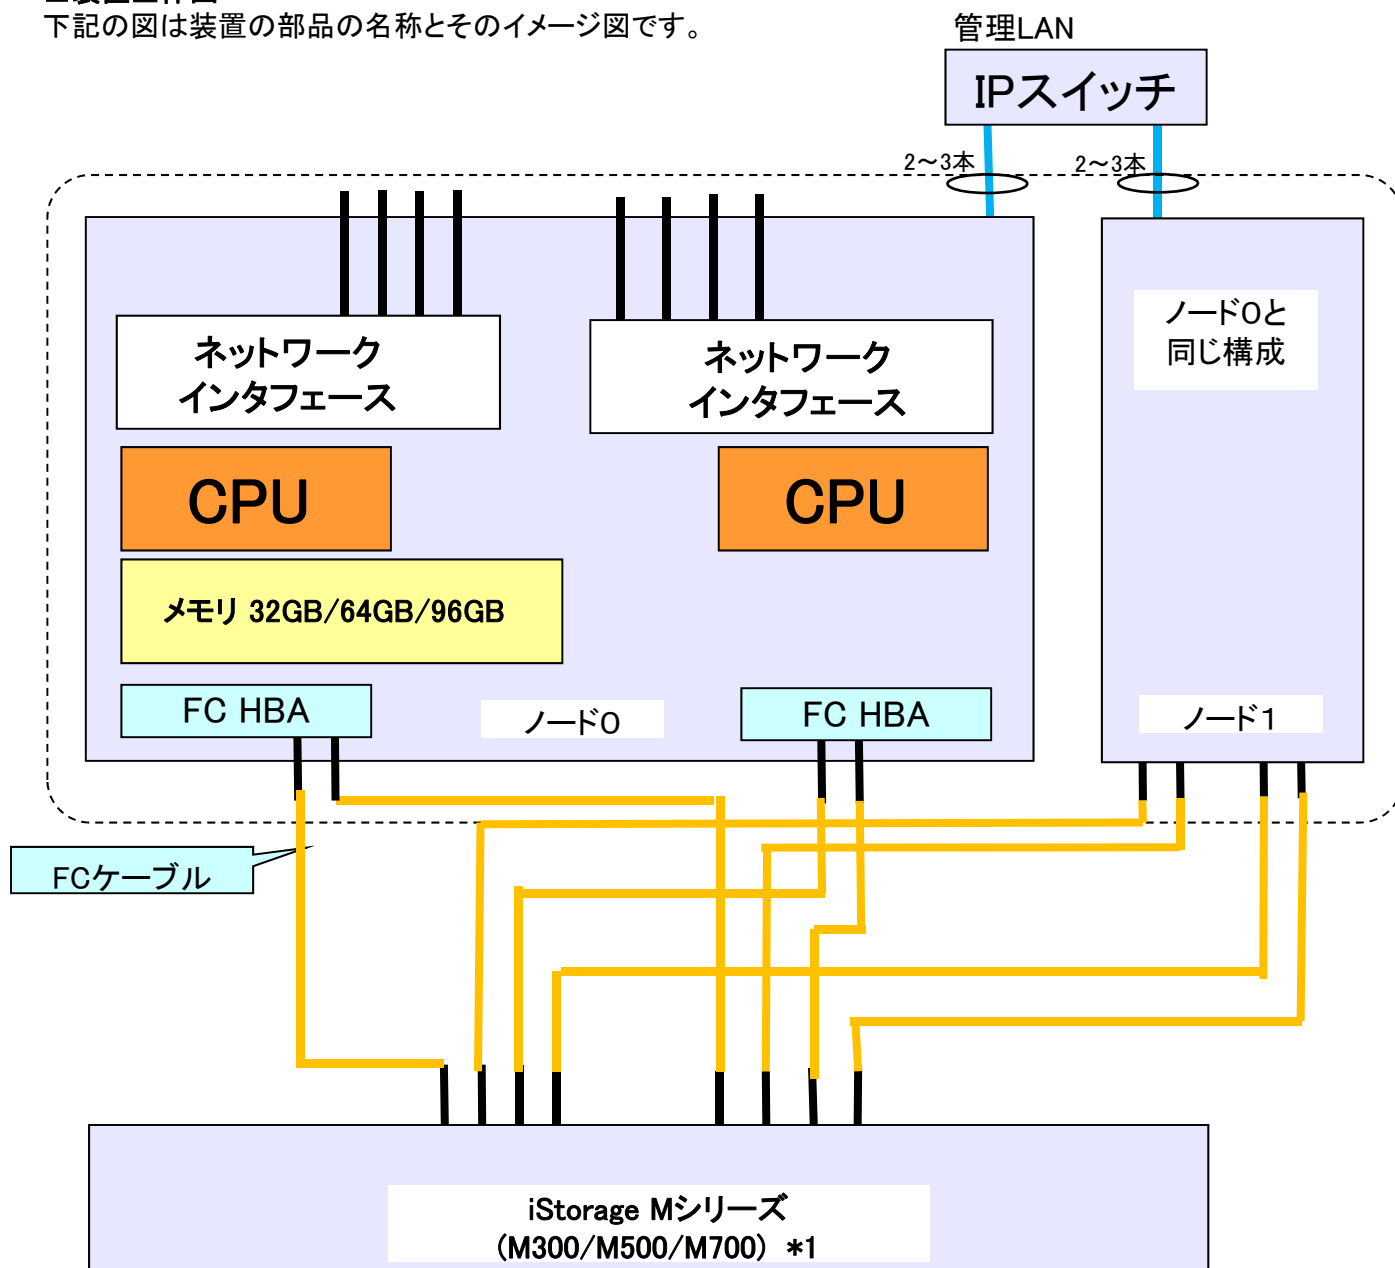 下記の図は装置の部品の名称とそのイメージ図です。
管理LAN
IPスイッチ
2～3本
2～3本
ネットワーク
インタフェース
ネットワーク
インタフェース
ノード0と
同じ構成
CPU
CPU
メモリ 32GB/64GB/96GB
FC HBA
ノード0
FC HBA
ノード1
FCケーブル
iStorage Mシリーズ
(M300/M500/M700) *1